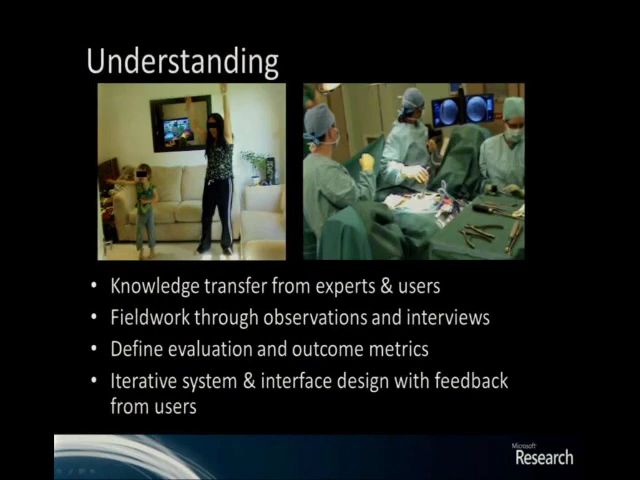 Understanding
• Knowledge transfer from experts & users
• Fieldwork through observations and interviews
• Define evaluation and outcome metrics
• Iterative system & interface design with feedback
from users
Microsoft
Research